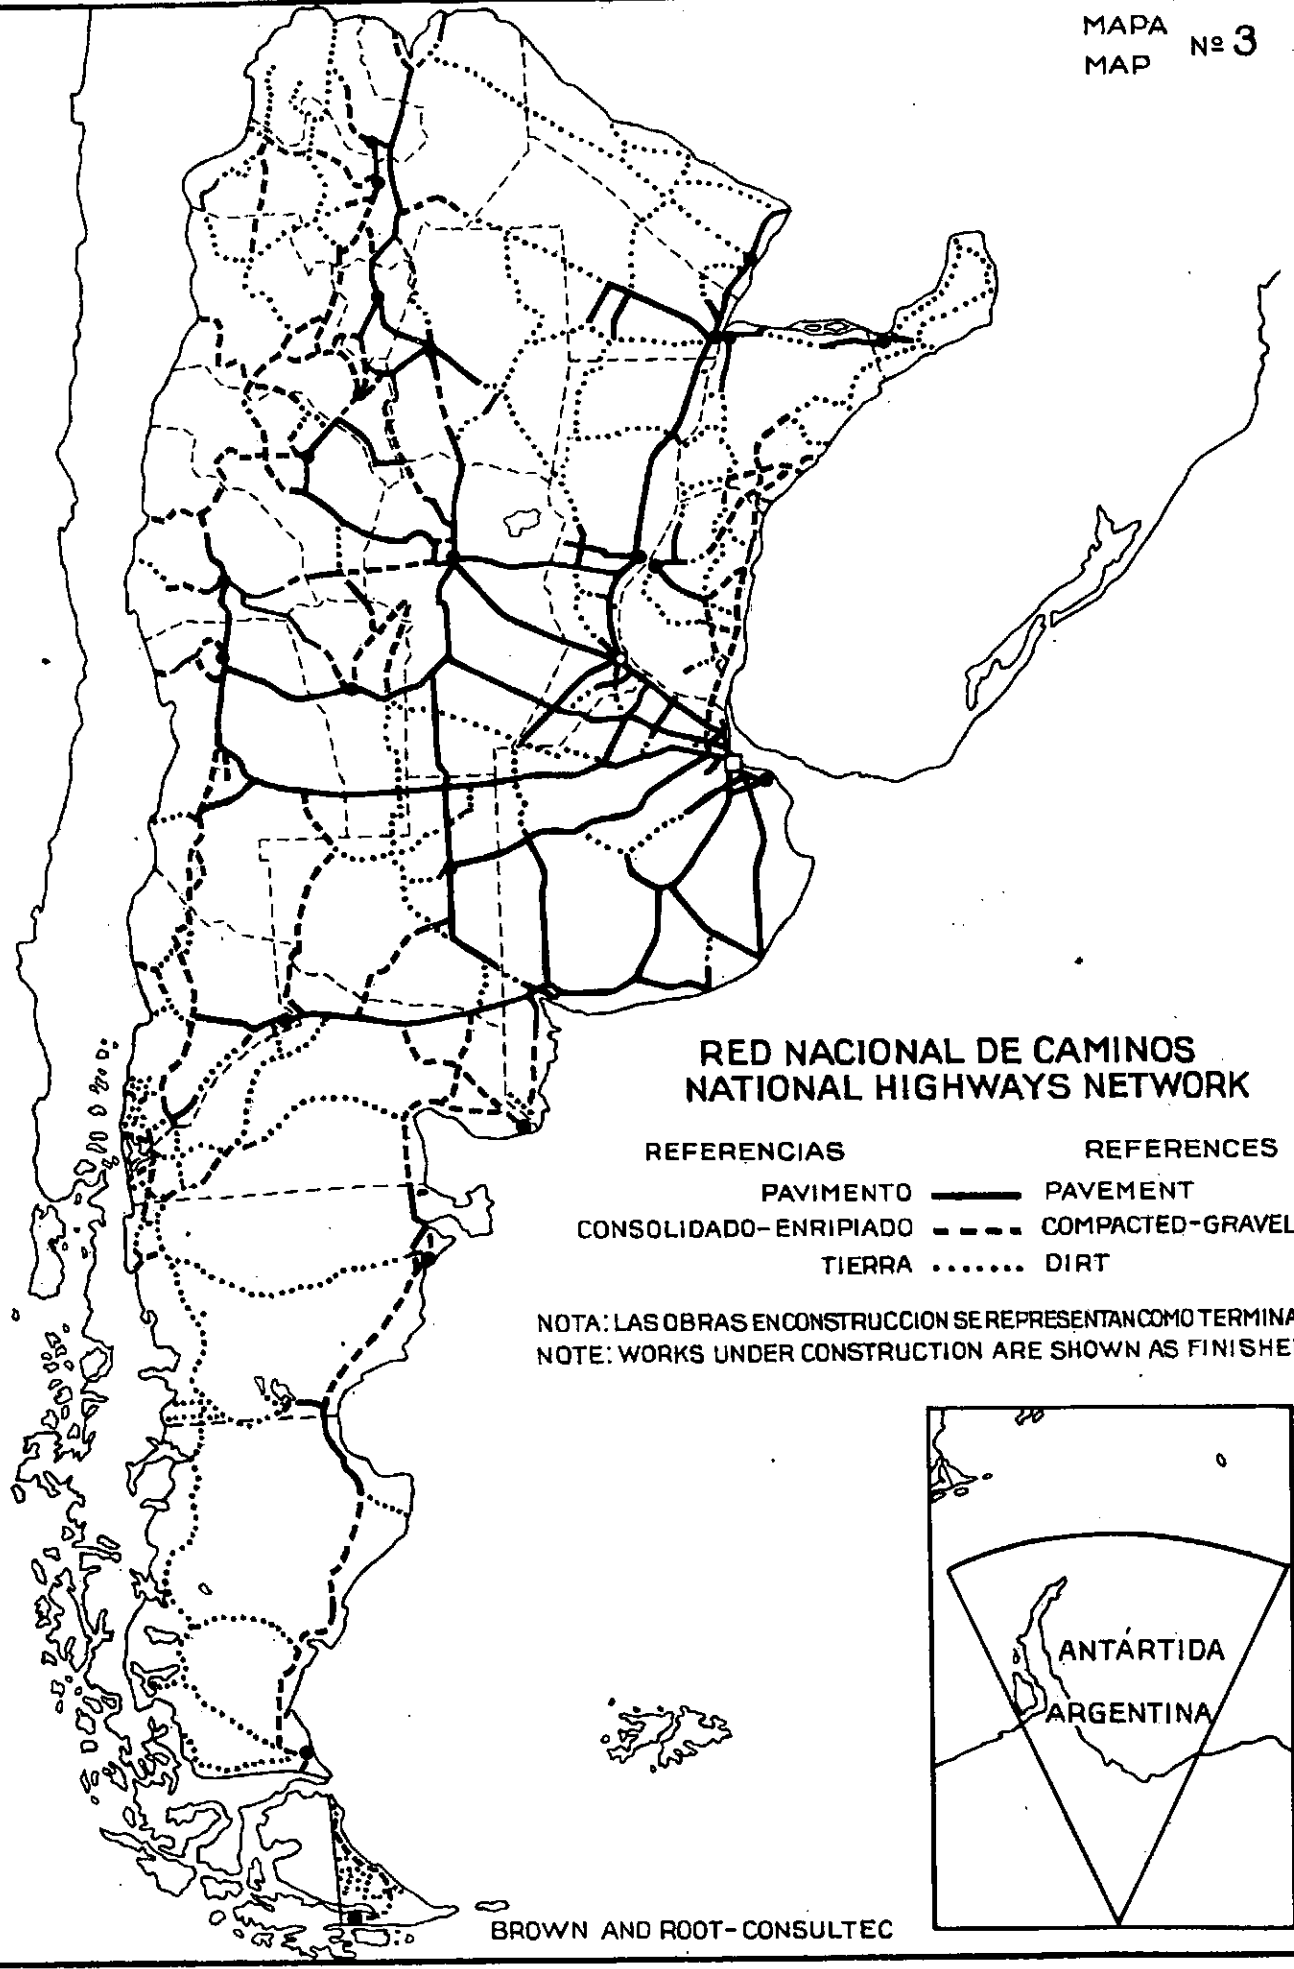 MAPA
MAP
Nº 3
RED NACIONAL DE CAMINOS
NATIONAL HIGHWAYS NETWORK
REFERENCIAS REFERENCES
PAVIMENTO PAVEMENT
CONSOLIDADO-ENRIPIADO COMPACTED-GRAVEL
TIERRA DIRT
NOTA: LAS OBRAS EN CONSTRUCCION SE REPRESENTAN COMO TERMINA
NOTE: WORKS UNDER CONSTRUCTION ARE SHOWN AS FINISHE
ANTÁRTIDA
ARGENTINA
BROWN AND ROOT-CONSULTEC